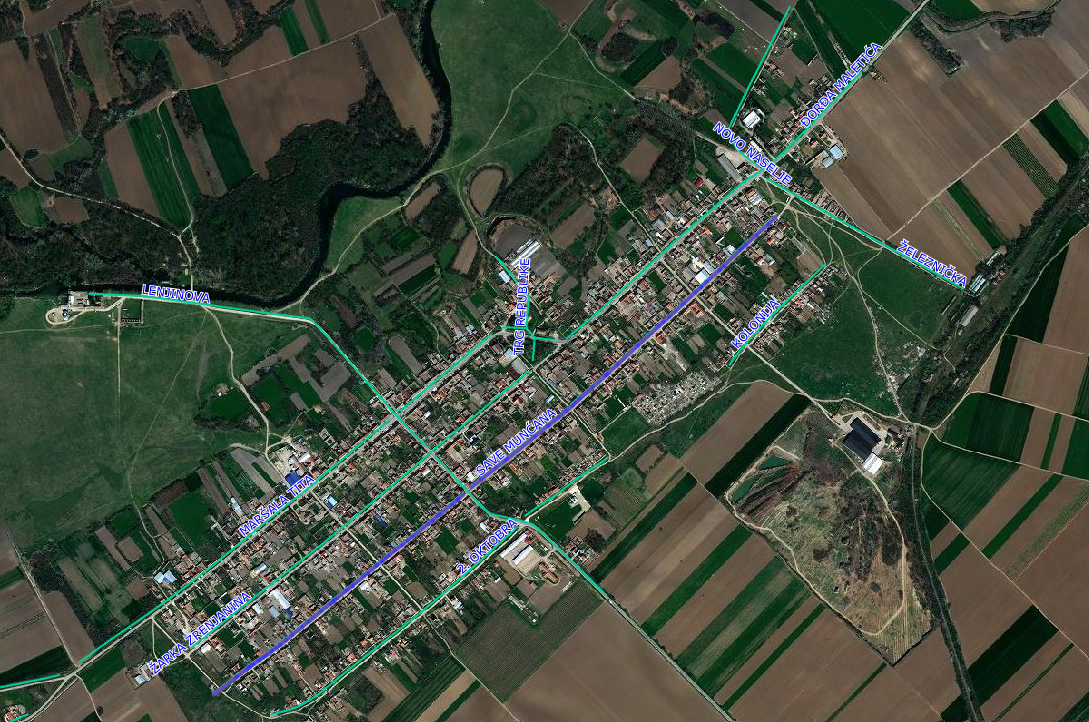 ĐORĐA MALETIĆA
NOVO NASELJE
ŽELEZNIČKA
LENJINOVA
TRG REPUBLIKE
KOLONIJA
SAVE MUNĆANA
MARŠALA TITA
2. OKTOBRA
ŽARKA ZRENJANINA